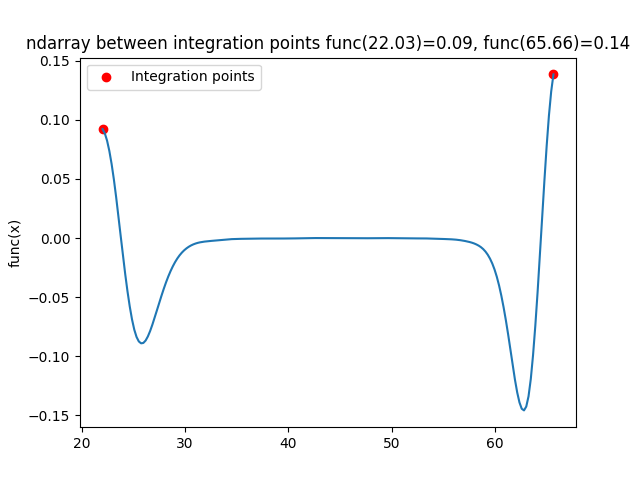 ndarray between integration points func(22.03)=0.09, func(65.66)=0.14
Integration points
func(x)
0.15
0.10
0.05
0.00
−0.05
−0.10
−0.15
20 30 40 50 60